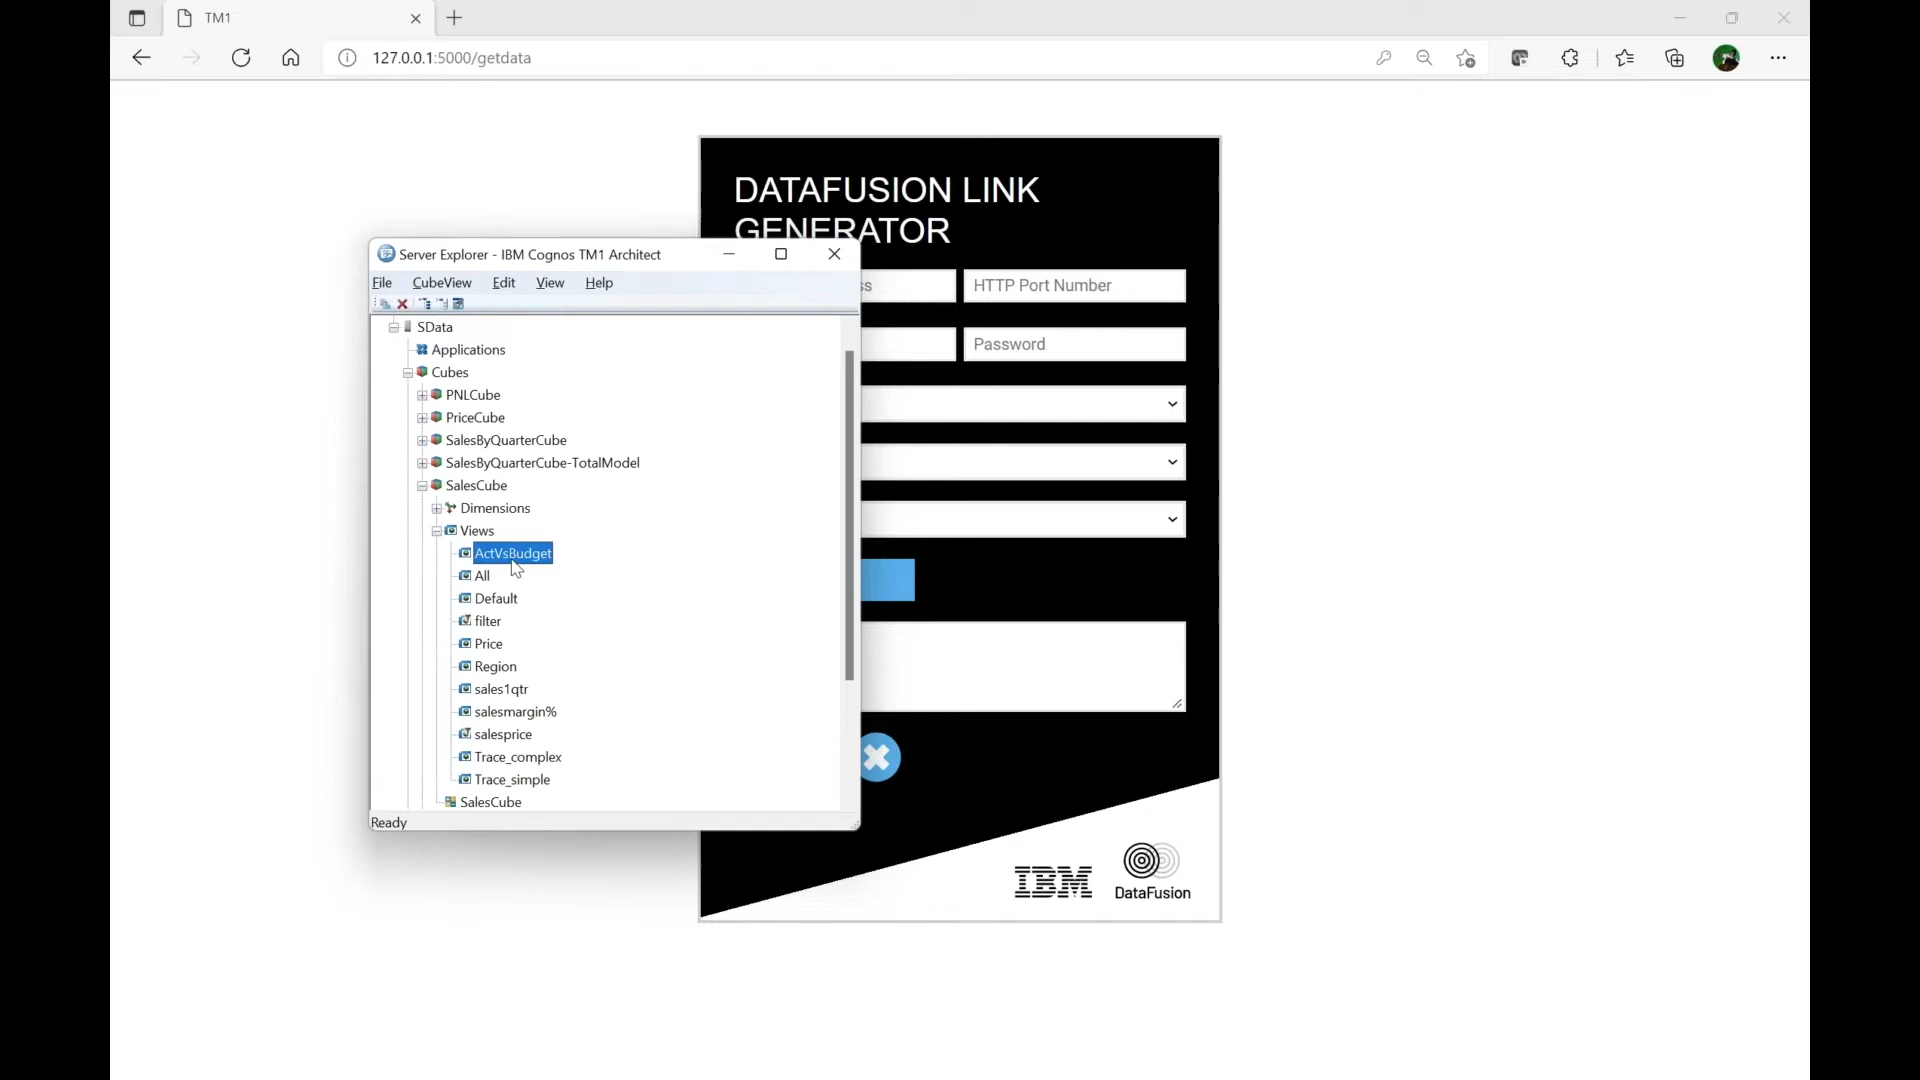 TM1
127.0.0.1:5000/getdata
DATAFUSION LINK
GENERATOR
Server Explorer - IBM Cognos TM1 Architect
File CubeView Edit View Help
ss
HTTP Port Number
Password
SData
Applications
Cubes
PNLCube
PriceCube
SalesByQuarterCube
SalesByQuarterCube-TotalModel
SalesCube
Dimensions
Views
ActVsBudget
All
Default
filter
Price
Region
sales1qtr
salesmargin%
salesprice
Trace_complex
Trace_simple
SalesCube
Ready
IBM
DataFusion